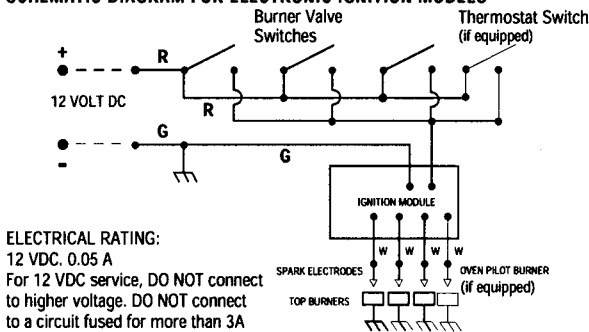 SCHEMATIC DIAGRAM FOR ELECTRONIC IGNITION MODELS
Burner Valve
Switches
Thermostat Switch
(if equipped)
+
R
12 VOLT DC
R
G
-
G
IGNITION MODULE
W W W W
SPARK ELECTRODES
OVEN PILOT BURNER
(if equipped)
TOP BURNERS
ELECTRICAL RATING:
12 VDC. 0.05 A
For 12 VDC service, DO NOT connect
to higher voltage. DO NOT connect
to a circuit fused for more than 3A